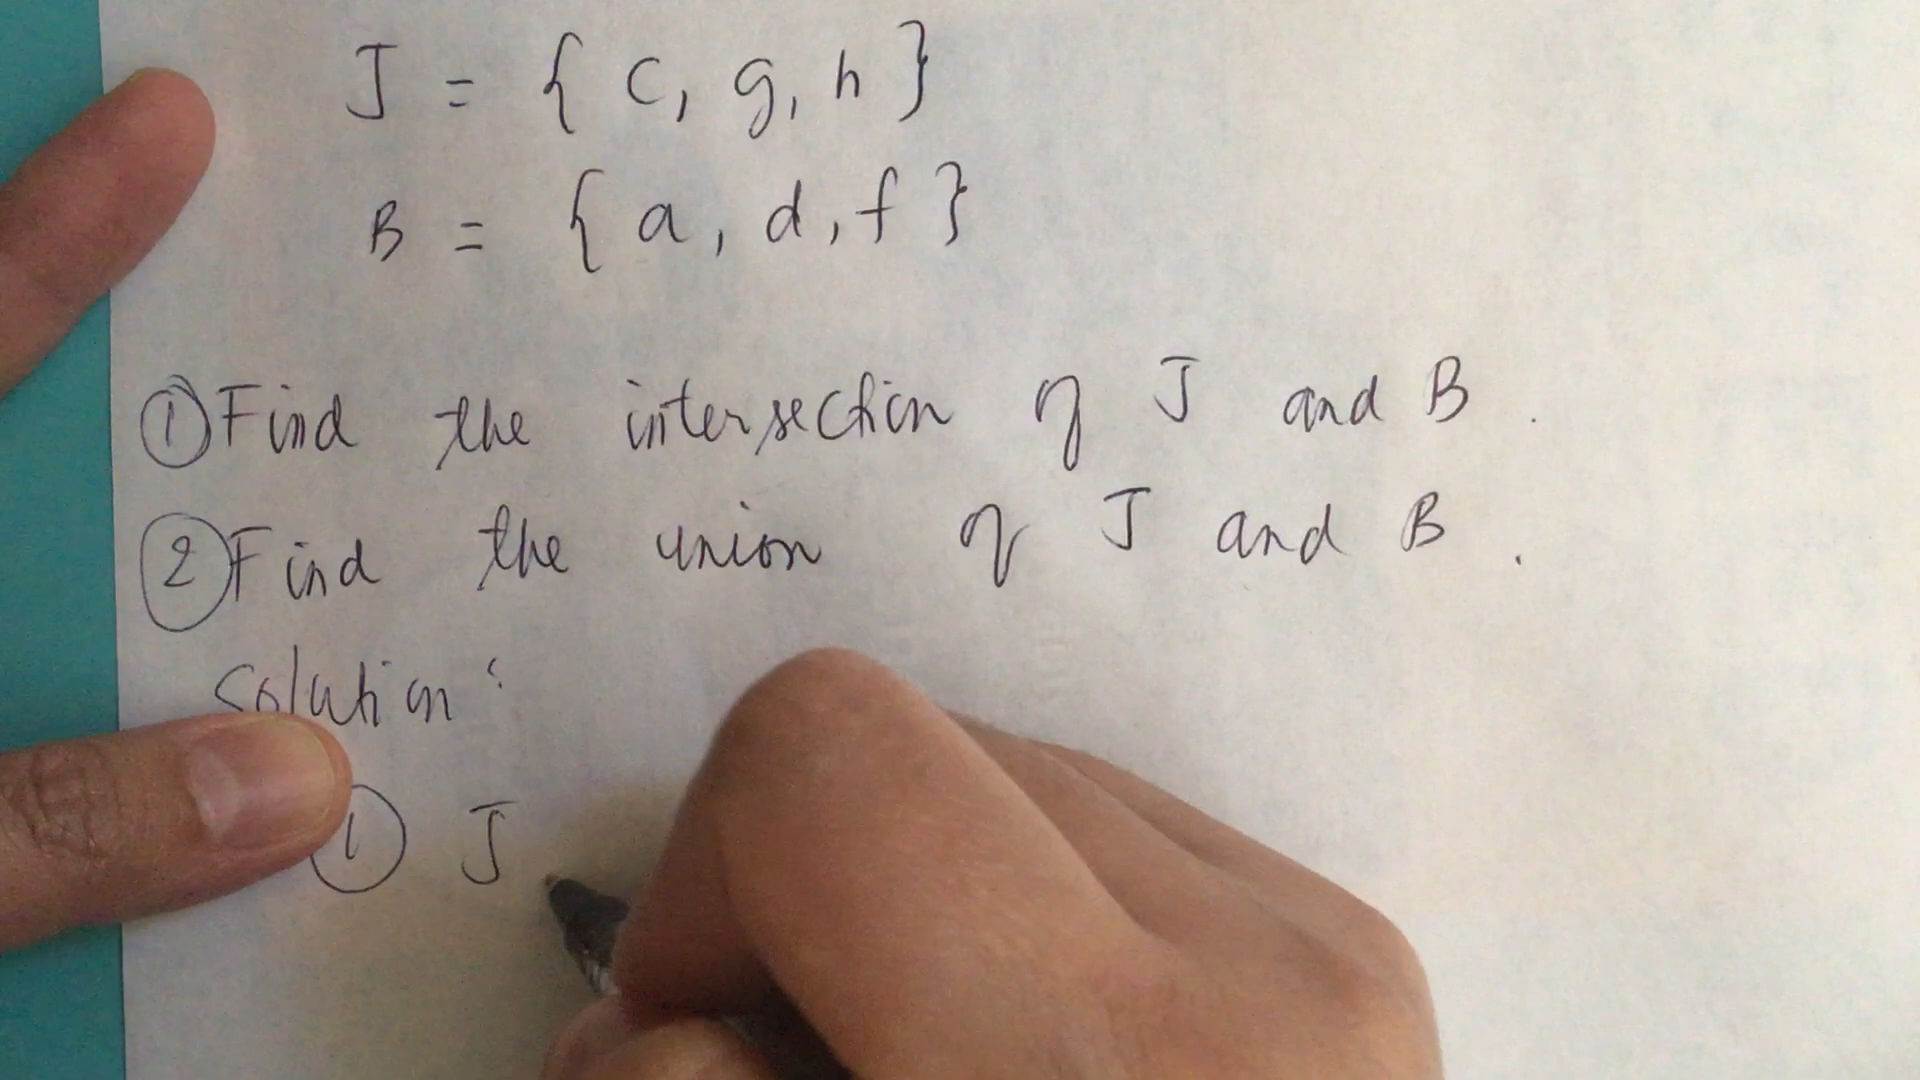 J = { c, g, h }
B = { a, d, f }
① Find the intersection of J and B .
② Find the union of J and B .
Solution :
① J